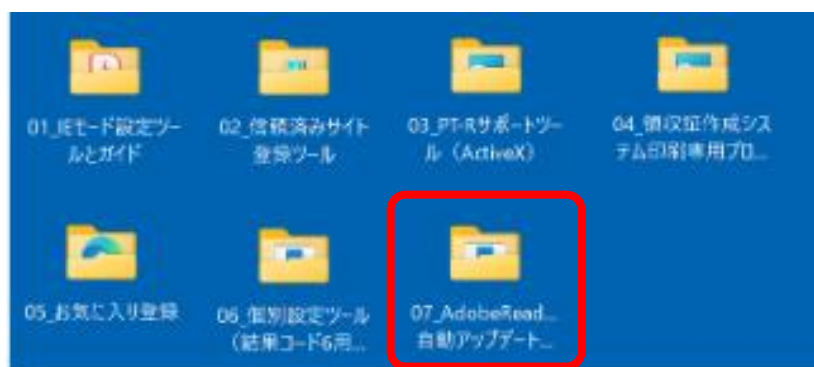 01_IEモード設定ツー
ルとガイド
02_信頼済みサイト
登録ツール
03_PT-Rサポートツー
ル（ActiveX）
04_領収証作成シス
テム印刷専用プロ...
05_お気に入り登録
06_個別設定ツール
（結果コード6用...
07_AdobeRead...
自動アップデート...